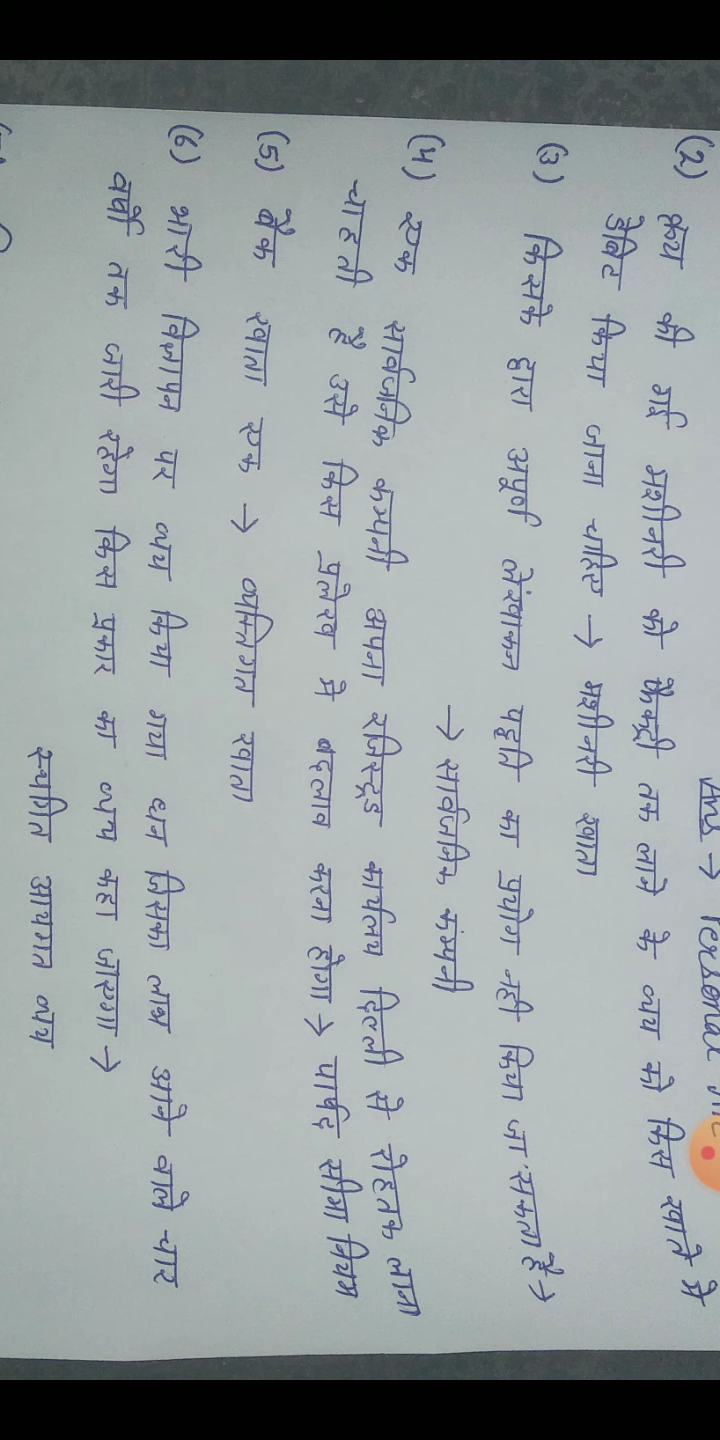 Ans → Personal A/C
(2) क्रय की गई मशीनरी को फैक्ट्री तक लाने के व्यय को किस खाते मे
डेबिट किया जाना चाहिए → मशीनरी खाता
(3) किसके द्वारा अपूर्ण लेखांकन पद्धति का प्रयोग नही किया जा सकता है →
→ सार्वजनिक कंम्पनी
(4) एक सार्वजनिक कम्पनी अपना रजिस्ट्रड कार्यालय दिल्ली से रोहतक लाना
चाहती है उसे किस प्रलेख मे बदलाव करना होगा → पार्षद सीमा नियम
(5) बैंक खाता एक → व्यक्तिगत खाता
(6) भारी विज्ञापन पर व्यय किया गया धन जिसका लाभ आने वाले चार
वर्षो तक जारी रहेगा किस प्रकार का व्यय कहा जाएगा →
स्थगित आयगत व्यय